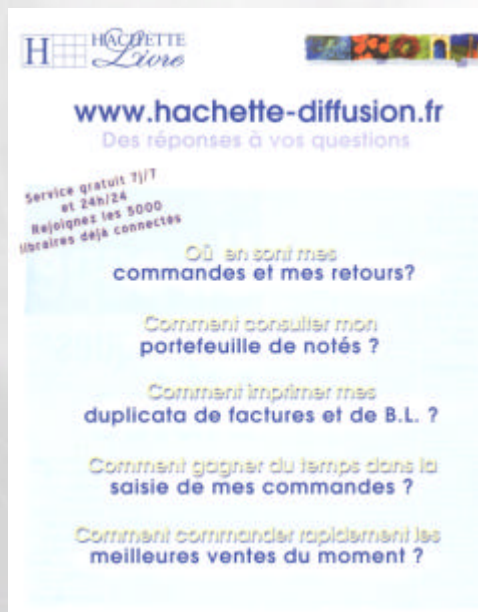 H HACHETTE
Livre
www.hachette-diffusion.fr
Des réponses à vos questions
Service gratuit 7j/7
et 24h/24
Rejoignez les 5000
libraires déjà connectés
Où en sont mes
commandes et mes retours?
Comment consulter mon
portefeuille de notés ?
Comment imprimer mes
duplicata de factures et de B.L. ?
Comment gagner du temps dans la
saisie de mes commandes ?
Comment commander rapidement les
meilleures ventes du moment ?